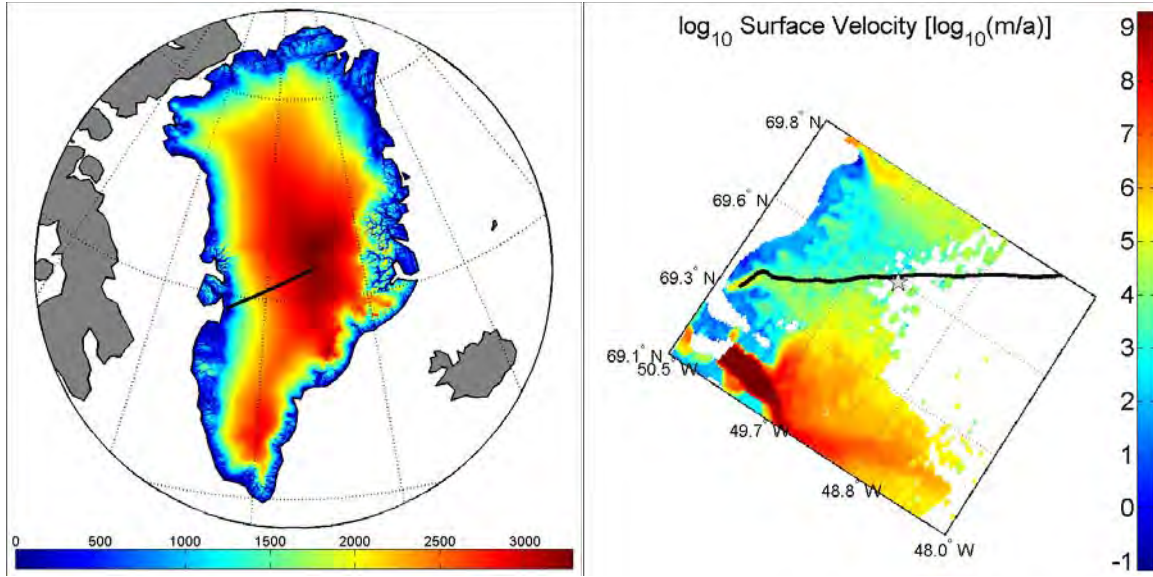 0 500 1000 1500 2000 2500 3000
log10 Surface Velocity [log10(m/a)]
69.8° N
69.6° N
69.3° N
69.1° N
50.5° W
49.7° W
48.8° W
48.0° W
9
8
7
6
5
4
3
2
1
0
-1